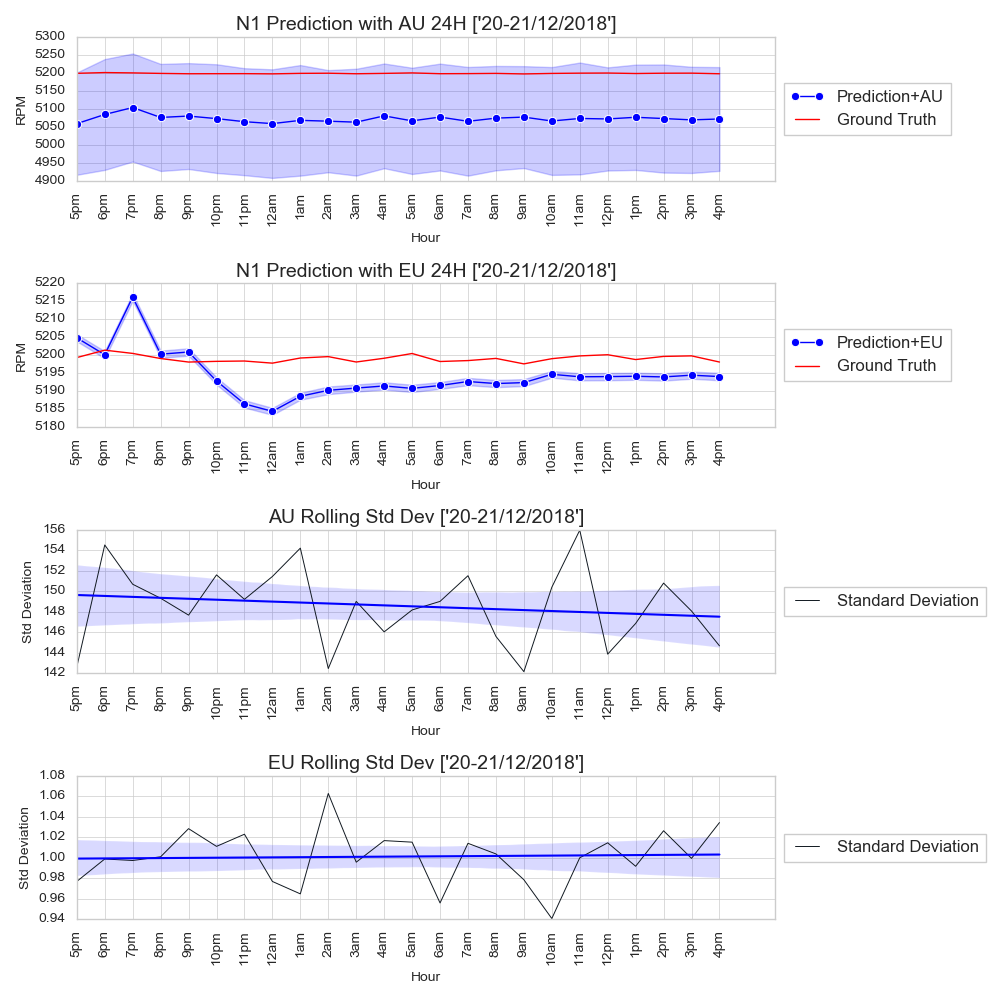 N1 Prediction with AU 24H ['20-21/12/2018']
5300
5250
5200
5150
5100
5050
5000
4950
4900
RPM
5pm 6pm 7pm 8pm 9pm 10pm 11pm 12am 1am 2am 3am 4am 5am 6am 7am 8am 9am 10am 11am 12pm 1pm 2pm 3pm 4pm
Hour
Prediction+AU
Ground Truth
N1 Prediction with EU 24H ['20-21/12/2018']
5220
5215
5210
5205
5200
5195
5190
5185
5180
RPM
5pm 6pm 7pm 8pm 9pm 10pm 11pm 12am 1am 2am 3am 4am 5am 6am 7am 8am 9am 10am 11am 12pm 1pm 2pm 3pm 4pm
Hour
Prediction+EU
Ground Truth
AU Rolling Std Dev ['20-21/12/2018']
156
154
152
150
148
146
144
142
Std Deviation
5pm 6pm 7pm 8pm 9pm 10pm 11pm 12am 1am 2am 3am 4am 5am 6am 7am 8am 9am 10am 11am 12pm 1pm 2pm 3pm 4pm
Hour
Standard Deviation
EU Rolling Std Dev ['20-21/12/2018']
1.08
1.06
1.04
1.02
1.00
0.98
0.96
0.94
Std Deviation
5pm 6pm 7pm 8pm 9pm 10pm 11pm 12am 1am 2am 3am 4am 5am 6am 7am 8am 9am 10am 11am 12pm 1pm 2pm 3pm 4pm
Hour
Standard Deviation